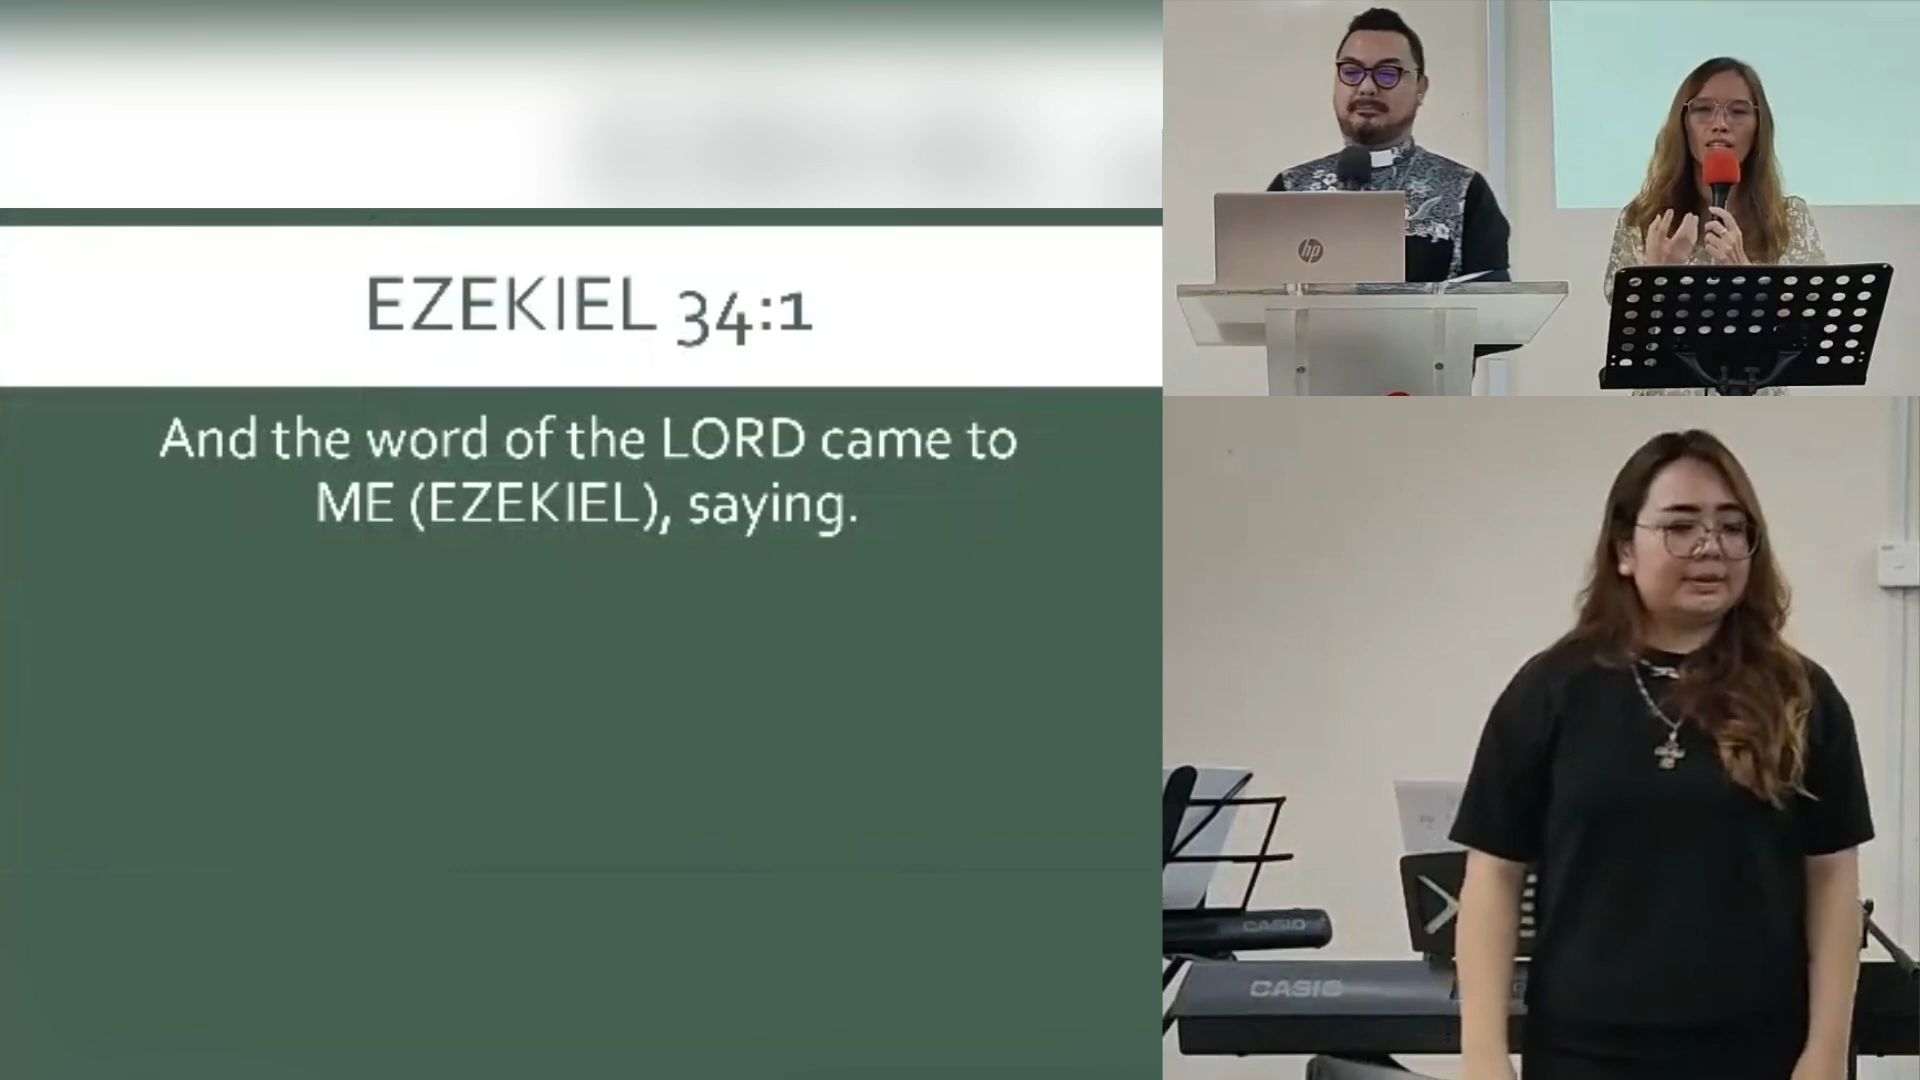 EZEKIEL 34:1
And the word of the LORD came to
ME (EZEKIEL), saying.
hp
CASIO
CASIO